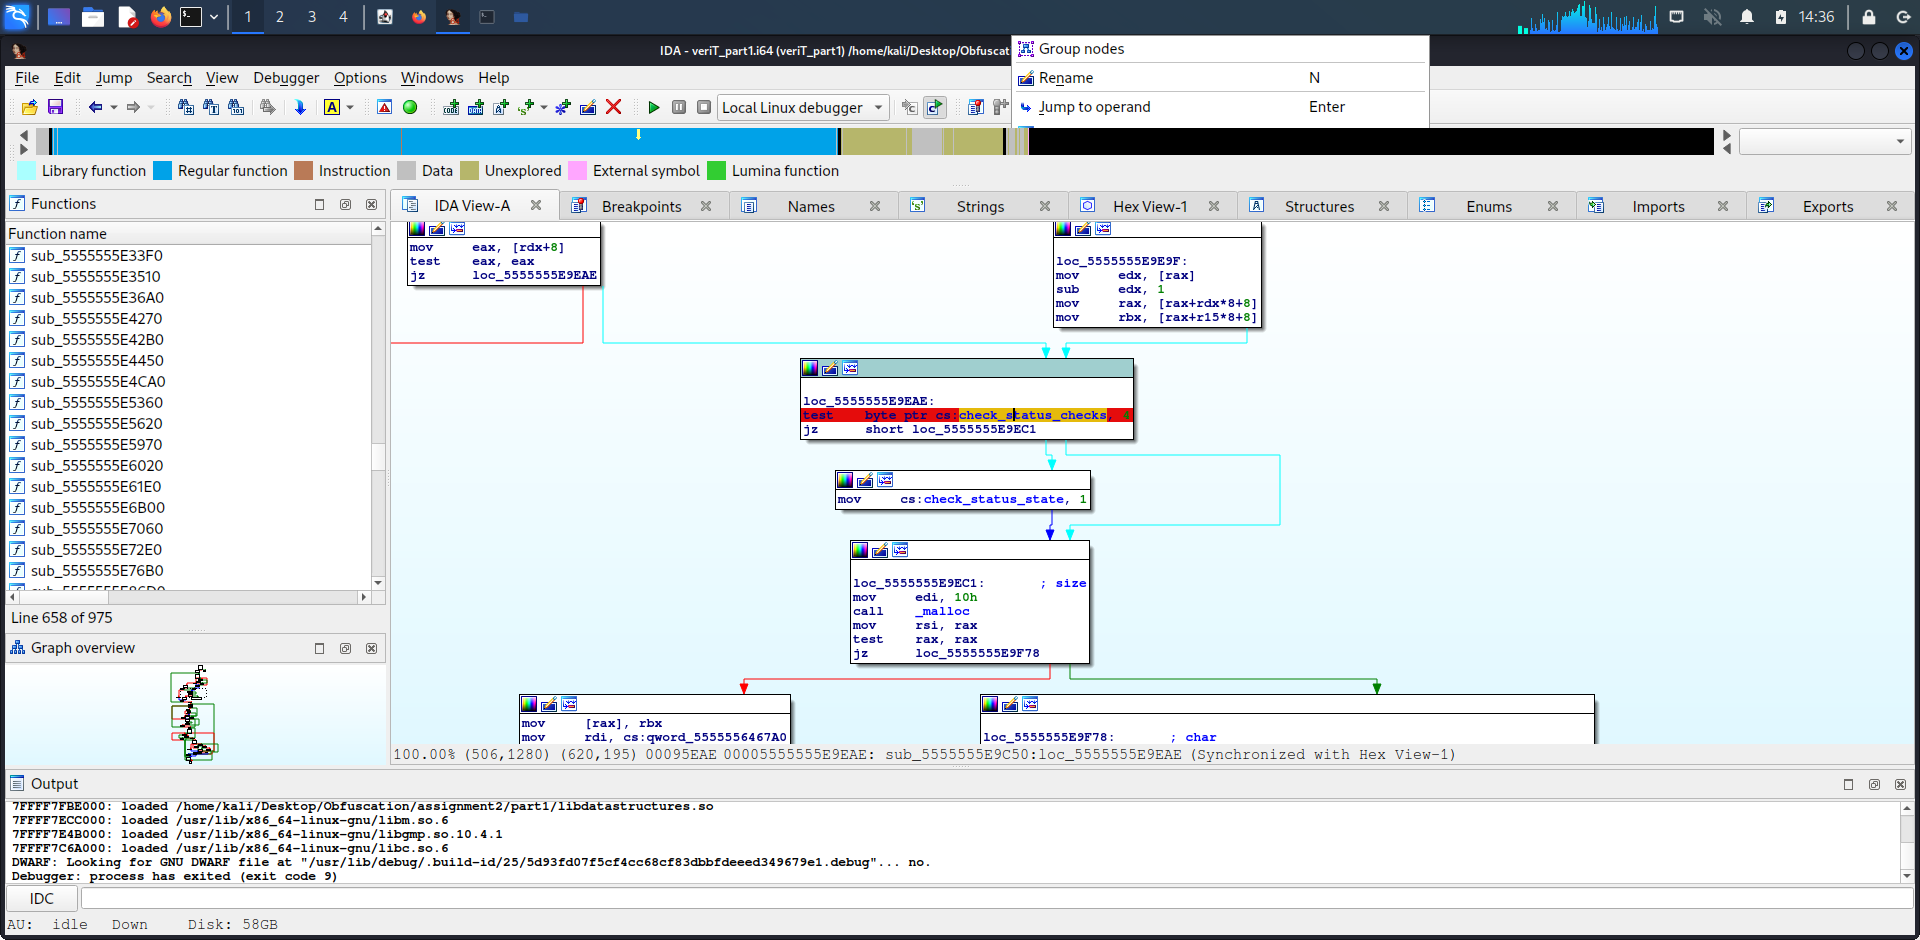 1 2 3 4 14:36
IDA - veriT_part1.i64 (veriT_part1) /home/kali/Desktop/Obfuscat
Group nodes
File Edit Jump Search View Debugger Options Windows Help
Rename N
Local Linux debugger
Jump to operand Enter
Library function Regular function Instruction Data Unexplored External symbol Lumina function
Functions
IDA View-A Breakpoints Names Strings Hex View-1 Structures Enums Imports Exports
Function name
sub_5555555E33F0
sub_5555555E3510
sub_5555555E36A0
sub_5555555E4270
sub_5555555E42B0
sub_5555555E4450
sub_5555555E4CA0
sub_5555555E5360
sub_5555555E5620
sub_5555555E5970
sub_5555555E6020
sub_5555555E61E0
sub_5555555E6B00
sub_5555555E7060
sub_5555555E72E0
sub_5555555E76B0
Line 658 of 975
Graph overview
mov eax, [rdx+8]
test eax, eax
jz loc_5555555E9EAE
loc_5555555E9E9F:
mov edx, [rax]
sub edx, 1
mov rax, [rax+rdx*8+8]
mov rbx, [rax+r15*8+8]
loc_5555555E9EAE:
test byte ptr cs:check_status_checks, 4
jz short loc_5555555E9EC1
mov cs:check_status_state, 1
loc_5555555E9EC1: ; size
mov edi, 10h
call _malloc
mov rsi, rax
test rax, rax
jz loc_5555555E9F78
mov [rax], rbx
mov rdi, cs:qword_5555556467A0
loc_5555555E9F78: ; char
100.00% (506,1280) (620,195) 00095EAE 00005555555E9EAE: sub_5555555E9C50:loc_5555555E9EAE (Synchronized with Hex View-1)
Output
7FFFF7FBE000: loaded /home/kali/Desktop/Obfuscation/assignment2/part1/libdatastructures.so
7FFFF7ECC000: loaded /usr/lib/x86_64-linux-gnu/libm.so.6
7FFFF7E4B000: loaded /usr/lib/x86_64-linux-gnu/libgmp.so.10.4.1
7FFFF7C6A000: loaded /usr/lib/x86_64-linux-gnu/libc.so.6
DWARF: Looking for GNU DWARF file at "/usr/lib/debug/.build-id/25/5d93fd07f5cf4cc68cf83dbbfdeeed349679e1.debug"... no.
Debugger: process has exited (exit code 9)
IDC
AU: idle Down Disk: 58GB